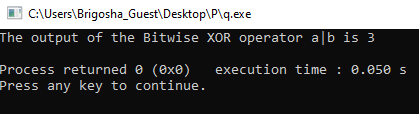 C:\Users\Brigosha_Guest\Desktop\P\q.exe
The output of the Bitwise XOR operator a|b is 3
Process returned 0 (0x0)   execution time : 0.050 s
Press any key to continue.